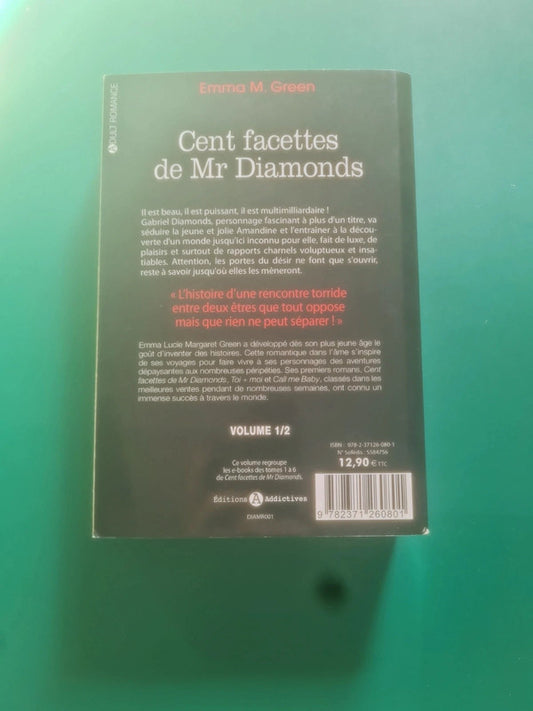 ADULT ROMANCE
Emma M. Green
Cent facettes
de Mr Diamonds
Il est beau, il est puissant, il est multimilliardaire !
Gabriel Diamonds, personnage fascinant à plus d'un titre, va
séduire la jeune et jolie Amandine et l'entraîner à la décou-
verte d'un monde jusqu'ici inconnu pour elle, fait de luxe, de
plaisirs et surtout de rapports charnels voluptueux et insa-
tiables. Attention, les portes du désir ne font que s'ouvrir,
reste à savoir jusqu'où elles les mèneront.
« L'histoire d'une rencontre torride
entre deux êtres que tout oppose
mais que rien ne peut séparer ! »
Emma Lucie Margaret Green a développé dès son plus jeune âge le
goût d'inventer des histoires. Cette romantique dans l'âme s'inspire
de ses voyages pour faire vivre à ses personnages des aventures
dépaysantes aux nombreuses péripéties. Ses premiers romans, Cent
facettes de Mr Diamonds, Toi + moi et Call me Baby, classés dans les
meilleures ventes pendant de nombreuses semaines, ont connu un
immense succès à travers le monde.
VOLUME 1/2
Ce volume regroupe
les e-books des tomes 1 à 6
de Cent facettes de Mr Diamonds.
Éditions A Addictives
DIAMR001
ISBN : 978-2-37126-080-1
N° Sofedis : S584756
12,90 € TTC
9 782371 260801